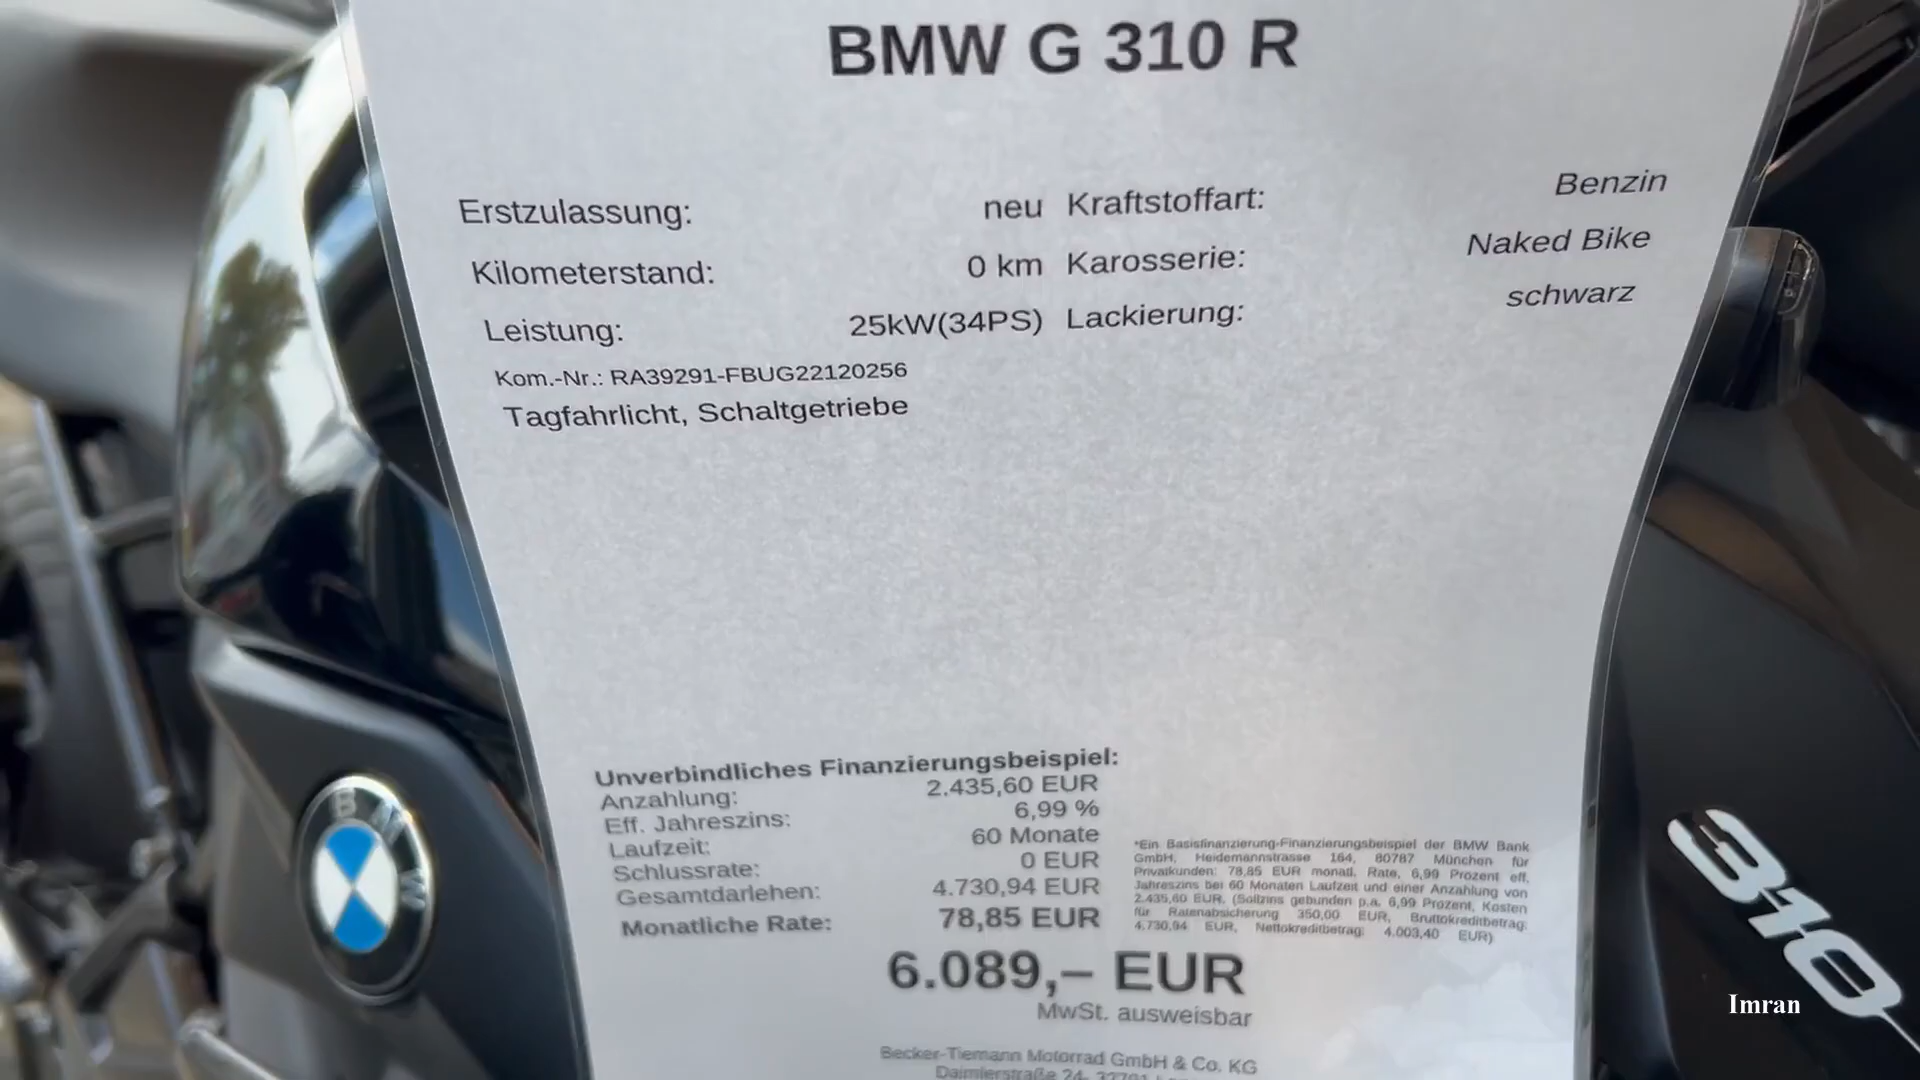 BMW G 310 R
Erstzulassung: neu Kraftstoffart: Benzin
Kilometerstand: 0 km Karosserie: Naked Bike
Leistung: 25kW(34PS) Lackierung: schwarz
Kom.-Nr.: RA39291-FBUG22120256
Tagfahrlicht, Schaltgetriebe
Unverbindliches Finanzierungsbeispiel:
Anzahlung: 2.435,60 EUR
Eff. Jahreszins: 6,99 %
Laufzeit: 60 Monate
Schlussrate: 0 EUR
Gesamtdarlehen: 4.730,94 EUR
Monatliche Rate: 78,85 EUR
*Ein Basisfinanzierung-Finanzierungsbeispiel der BMW Bank
GmbH, Heidemannstrasse 164, 80787 München für
Privatkunden: 78,85 EUR monatl. Rate, 6,99 Prozent eff.
Jahreszins bei 60 Monaten Laufzeit und einer Anzahlung von
2.435,60 EUR. (Sollzins gebunden p.a. 6,99 Prozent, Kosten
für Ratenabsicherung 350,00 EUR, Bruttokreditbetrag:
4.730,94 EUR, Nettokreditbetrag: 4.003,40 EUR)
6.089,– EUR
MwSt. ausweisbar
Becker-Tiemann Motorrad GmbH & Co. KG
Daimlerstraße 24-
BMW
310
Imran